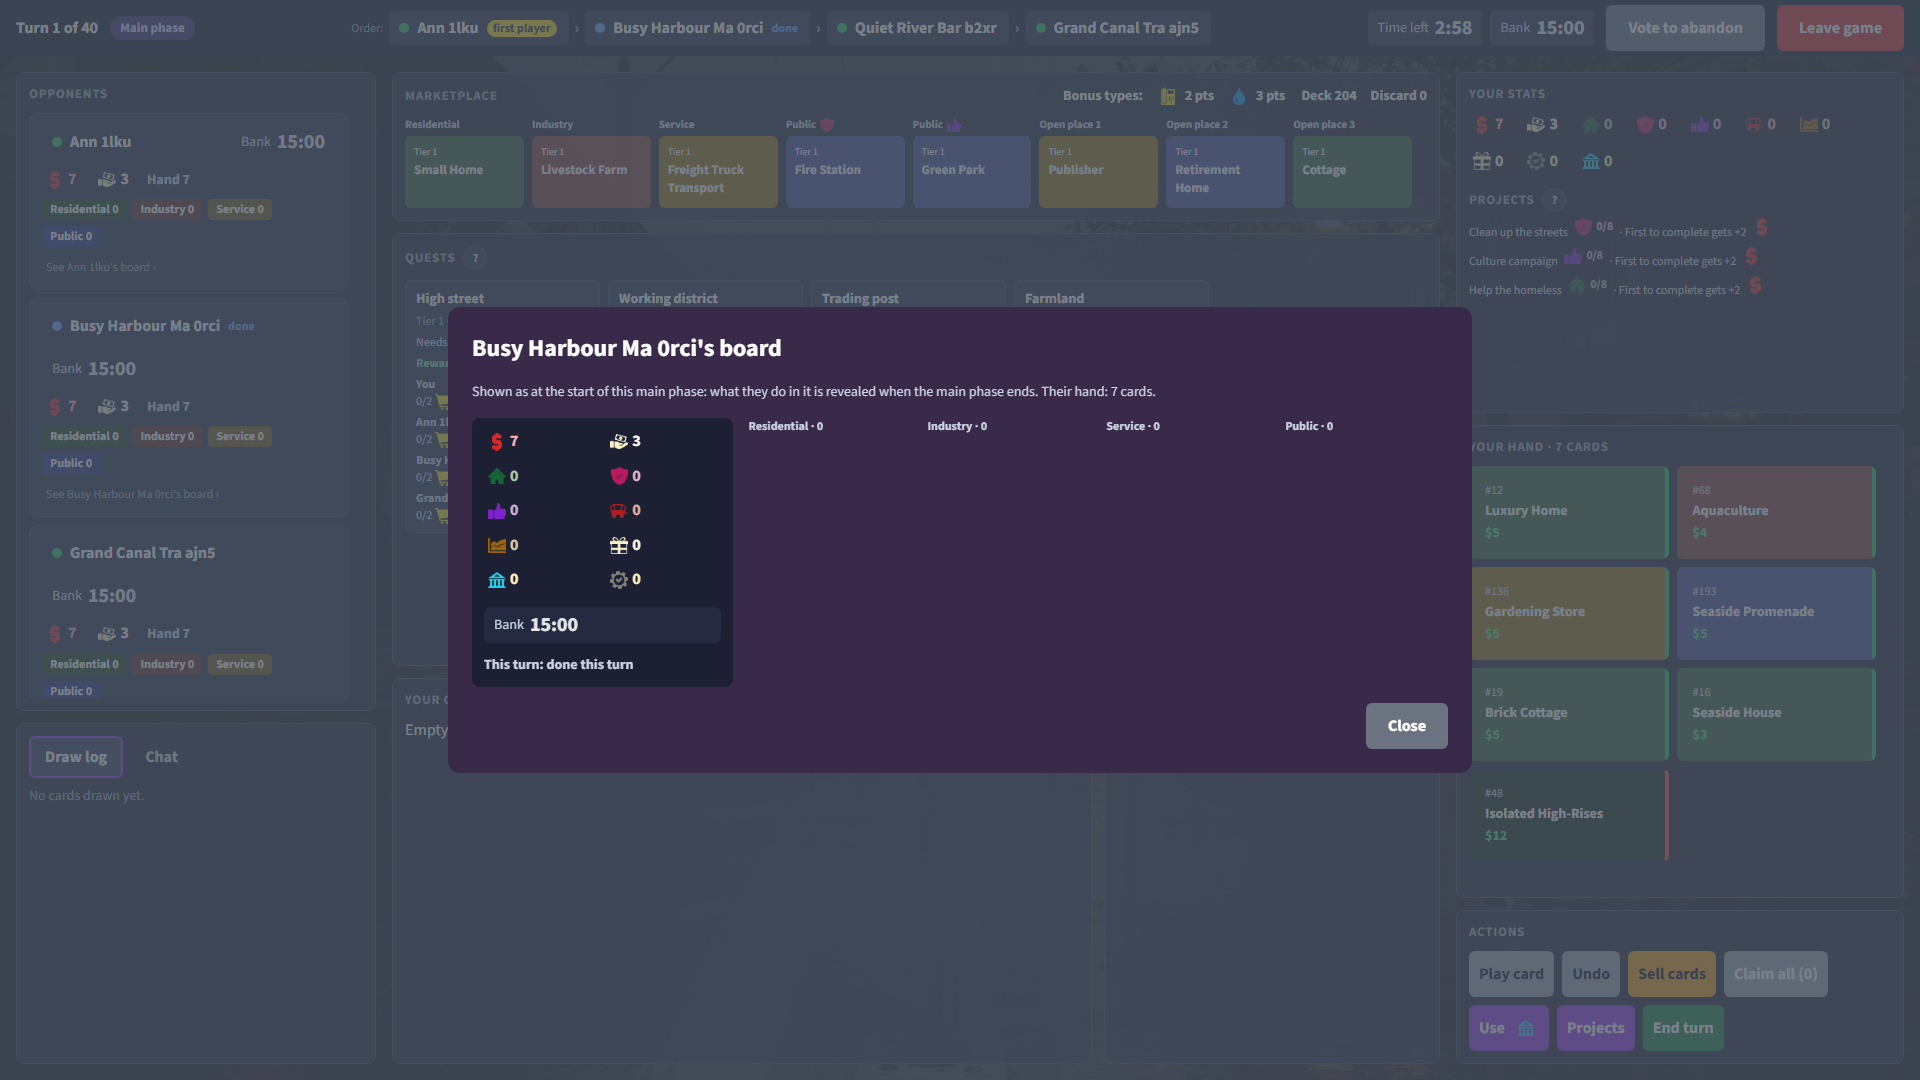 Turn 1 of 40
Main phase
Order:
Ann 1lku first player › Busy Harbour Ma 0rci done › Quiet River Bar b2xr › Grand Canal Tra ajn5
Time left 2:58
Bank 15:00
Vote to abandon
Leave game
OPPONENTS
Ann 1lku
Bank 15:00
7 3 Hand 7
Residential 0 Industry 0 Service 0
Public 0
See Ann 1lku's board ›
Busy Harbour Ma 0rci done
Bank 15:00
7 3 Hand 7
Residential 0 Industry 0 Service 0
Public 0
See Busy Harbour Ma 0rci's board ›
Grand Canal Tra ajn5
Bank 15:00
7 3 Hand 7
Residential 0 Industry 0 Service 0
Public 0
Draw log
Chat
No cards drawn yet.
MARKETPLACE
Bonus types: 2 pts 3 pts Deck 204 Discard 0
Residential
Tier 1
Small Home
Industry
Tier 1
Livestock Farm
Service
Tier 1
Freight Truck
Transport
Public
Tier 1
Fire Station
Public
Tier 1
Green Park
Open place 1
Tier 1
Publisher
Open place 2
Tier 1
Retirement
Home
Open place 3
Tier 1
Cottage
QUESTS ?
High street
Working district
Trading post
Farmland
Tier 1
Needs
You
0/2
0/2
0/2
Grand
0/2
Empty
Busy Harbour Ma 0rci's board
Shown as at the start of this main phase: what they do in it is revealed when the main phase ends. Their hand: 7 cards.
7 3
0 0
0 0
0 0
0 0
Bank 15:00
This turn: done this turn
Residential · 0
Industry · 0
Service · 0
Public · 0
Close
YOUR STATS
7 3 0 0 0 0 0
0 0 0
PROJECTS ?
Clean up the streets 0/8 · First to complete gets +2
Culture campaign 0/8 · First to complete gets +2
Help the homeless 0/8 · First to complete gets +2
YOUR HAND · 7 CARDS
#12
Luxury Home
$5
#68
Aquaculture
$4
#136
Gardening Store
$5
#193
Seaside Promenade
$5
#19
Brick Cottage
$5
#16
Seaside House
$3
#48
Isolated High-Rises
$12
ACTIONS
Play card
Undo
Sell cards
Claim all (0)
Use
Projects
End turn